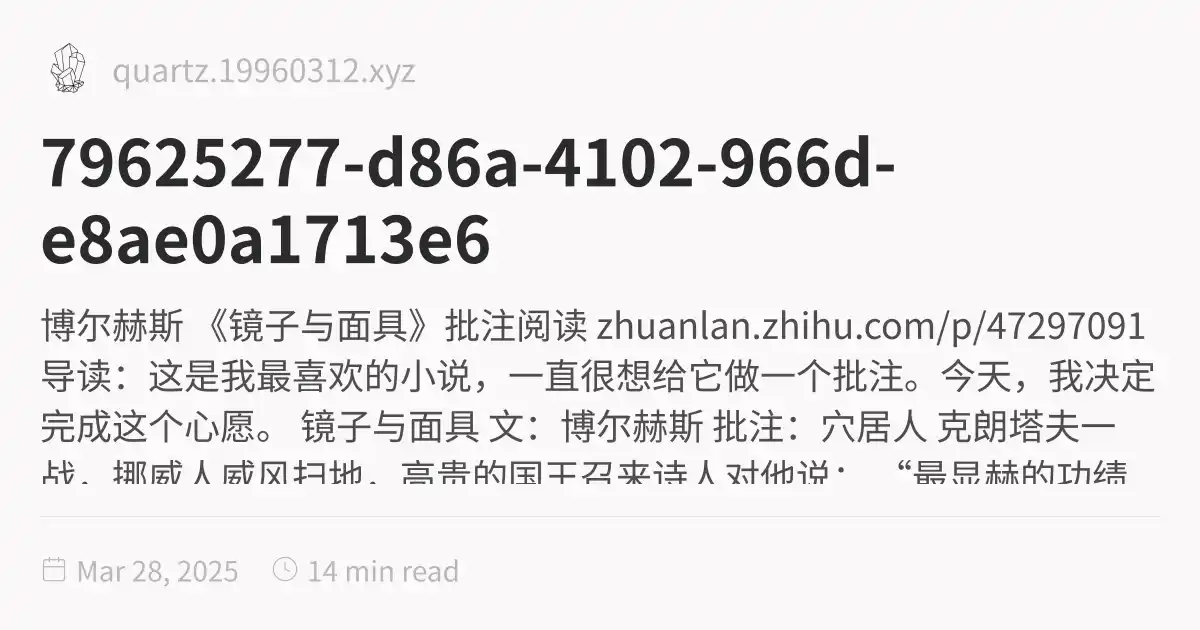 quartz.19960312.xyz
79625277-d86a-4102-966d-
e8ae0a1713e6
博尔赫斯 《镜子与面具》批注阅读 zhuanlan.zhihu.com/p/47297091
导读：这是我最喜欢的小说，一直很想给它做一个批注。今天，我决定
完成这个心愿。 镜子与面具 文：博尔赫斯 批注：穴居人 克朗塔夫一
战，挪威人威风扫地，高贵的国王召来诗人对他说： “最显赫的功绩
Mar 28, 2025 14 min read